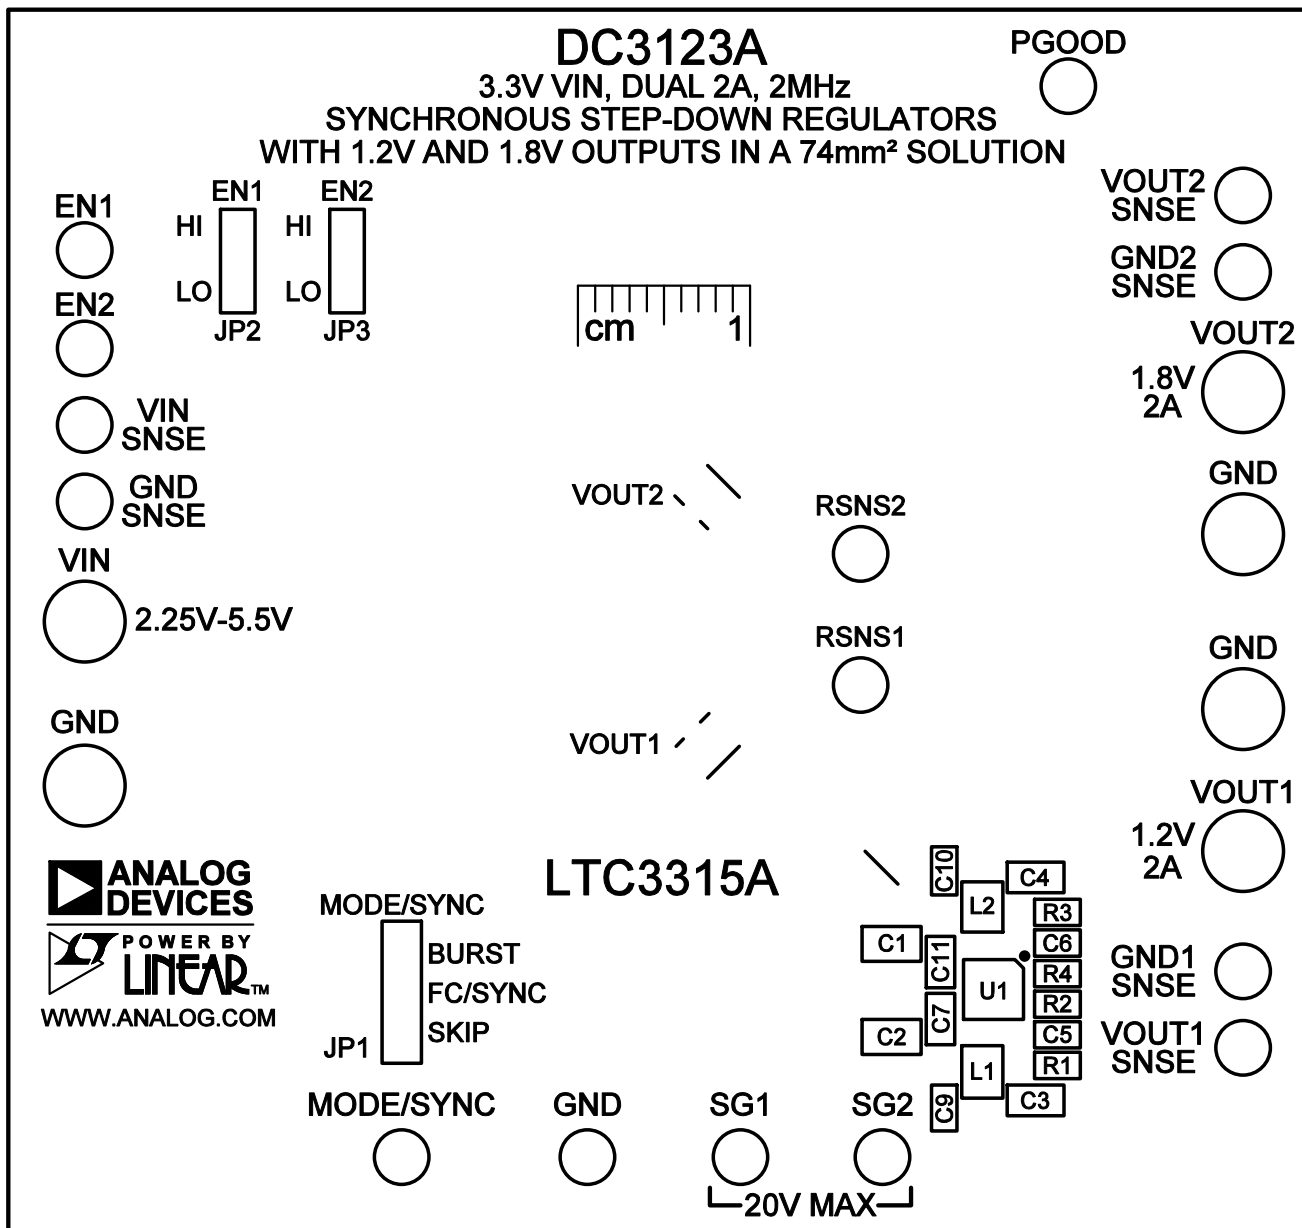 DC3123A
3.3V VIN, DUAL 2A, 2MHz
SYNCHRONOUS STEP-DOWN REGULATORS
WITH 1.2V AND 1.8V OUTPUTS IN A 74mm² SOLUTION
PGOOD
EN1
EN2
EN1
HI
LO
JP2
EN2
HI
LO
JP3
VOUT2
SNSE
GND2
SNSE
cm 1
VOUT2
1.8V
2A
VIN
SNSE
GND
SNSE
VIN
2.25V-5.5V
GND
VOUT2
RSNS2
GND
RSNS1
GND
VOUT1
VOUT1
1.2V
2A
ANALOG
DEVICES
POWER BY
LINEAR™
WWW.ANALOG.COM
LTC3315A
MODE/SYNC
BURST
FC/SYNC
SKIP
JP1
C10
C4
L2
R3
C1
C11
C6
R4
U1
R2
C2
C7
C5
L1
R1
C9
C3
GND1
SNSE
VOUT1
SNSE
MODE/SYNC
GND
SG1
SG2
20V MAX